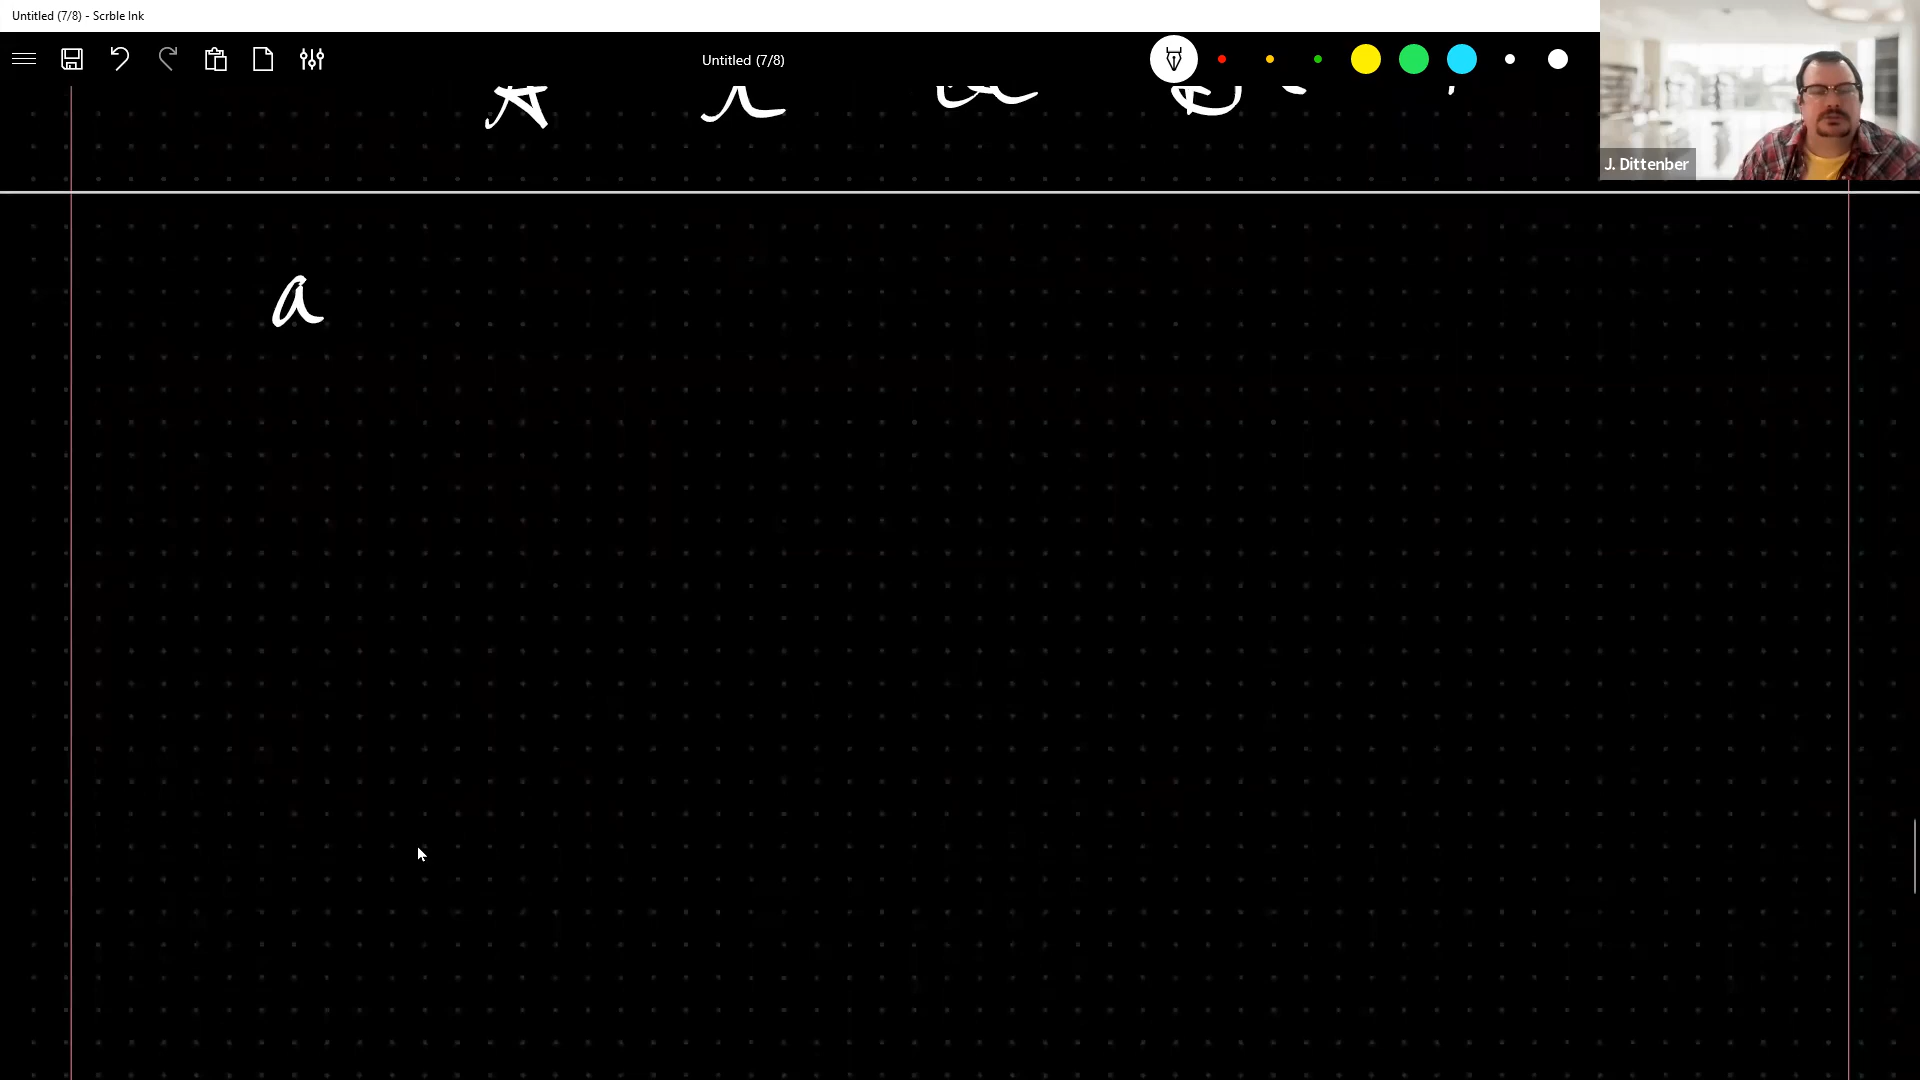 Untitled (7/8) - Scrble Ink
Untitled (7/8)
J. Dittenber
a